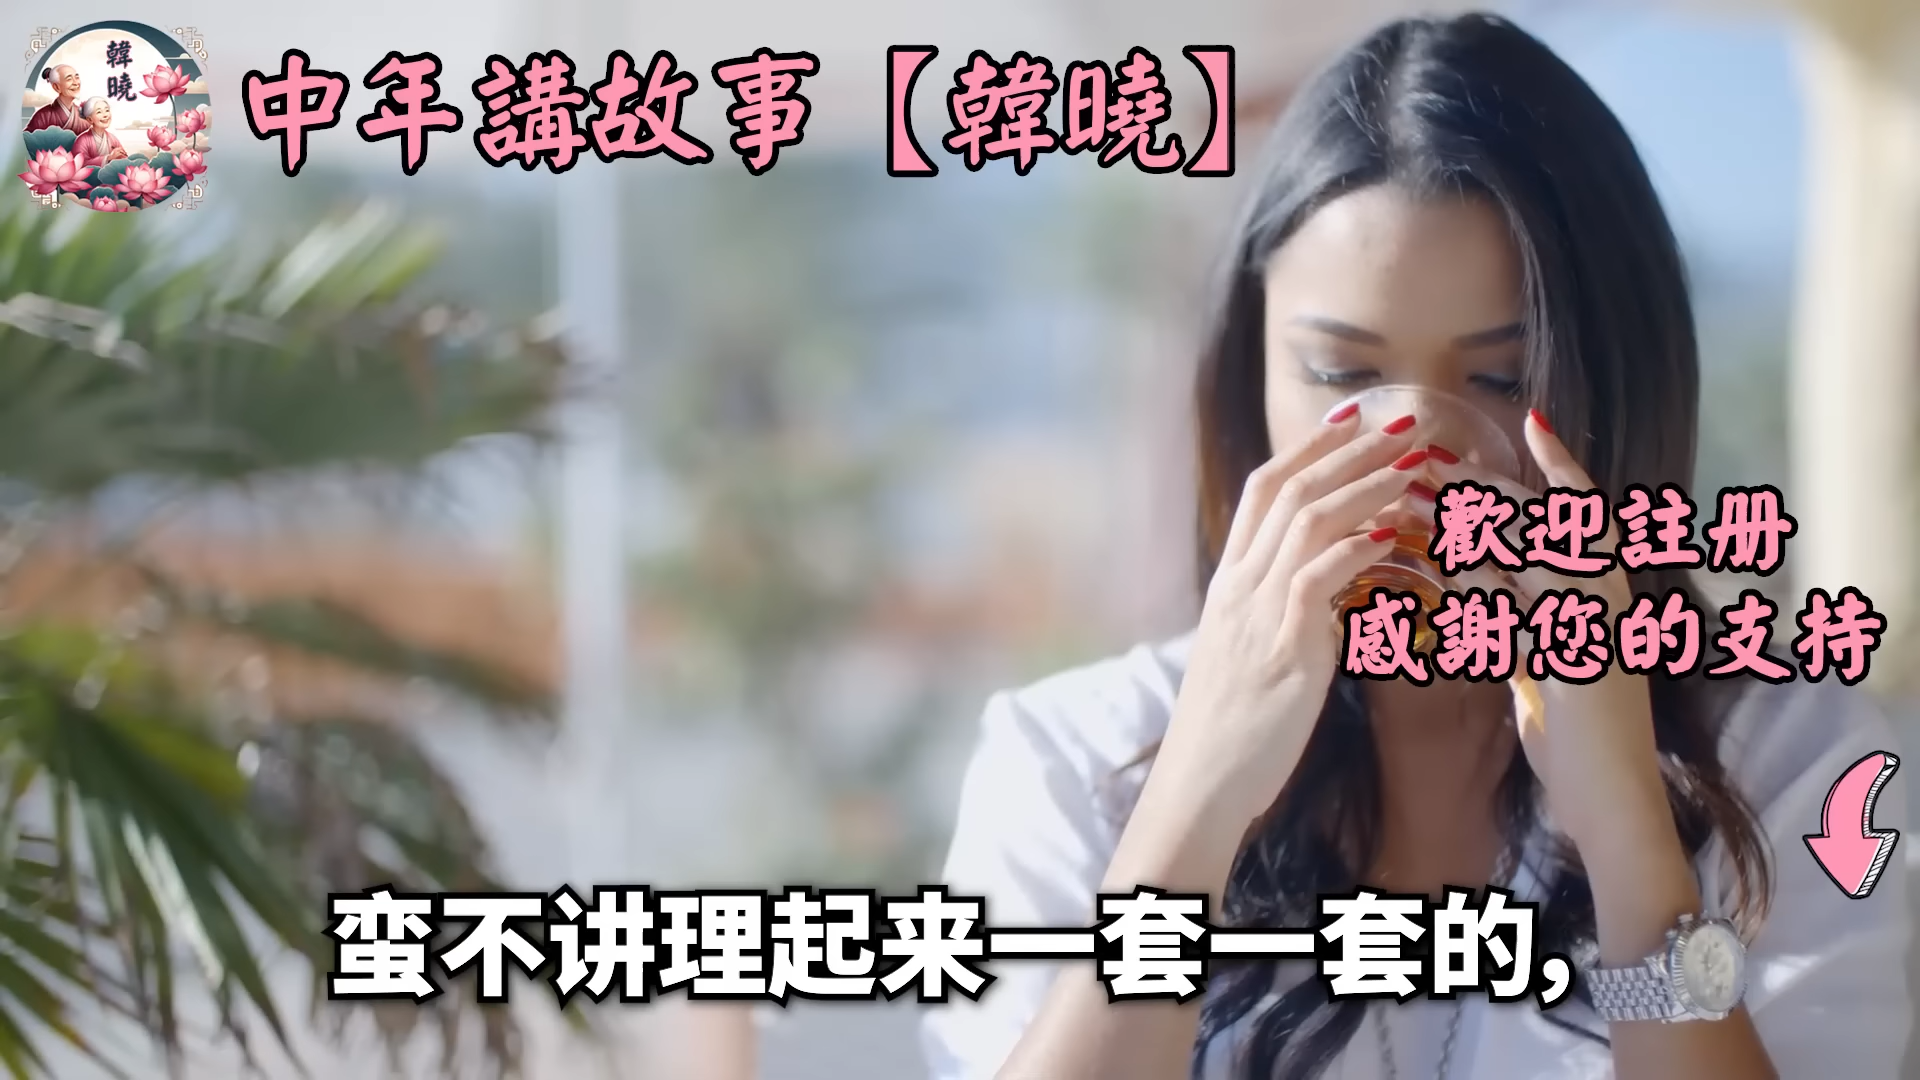 韓曉
中年講故事【韓曉】
歡迎註册
感謝您的支持
蛮不讲理起来一套一套的,